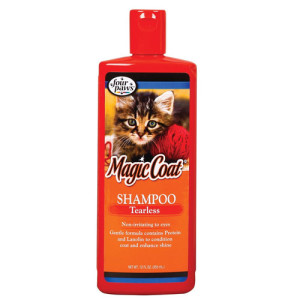 four
paws
Magic Coat
SHAMPOO
Tearless
Non-irritating to eyes
Gentle formula contains Protein
and Lanolin to condition
coat and enhance shine